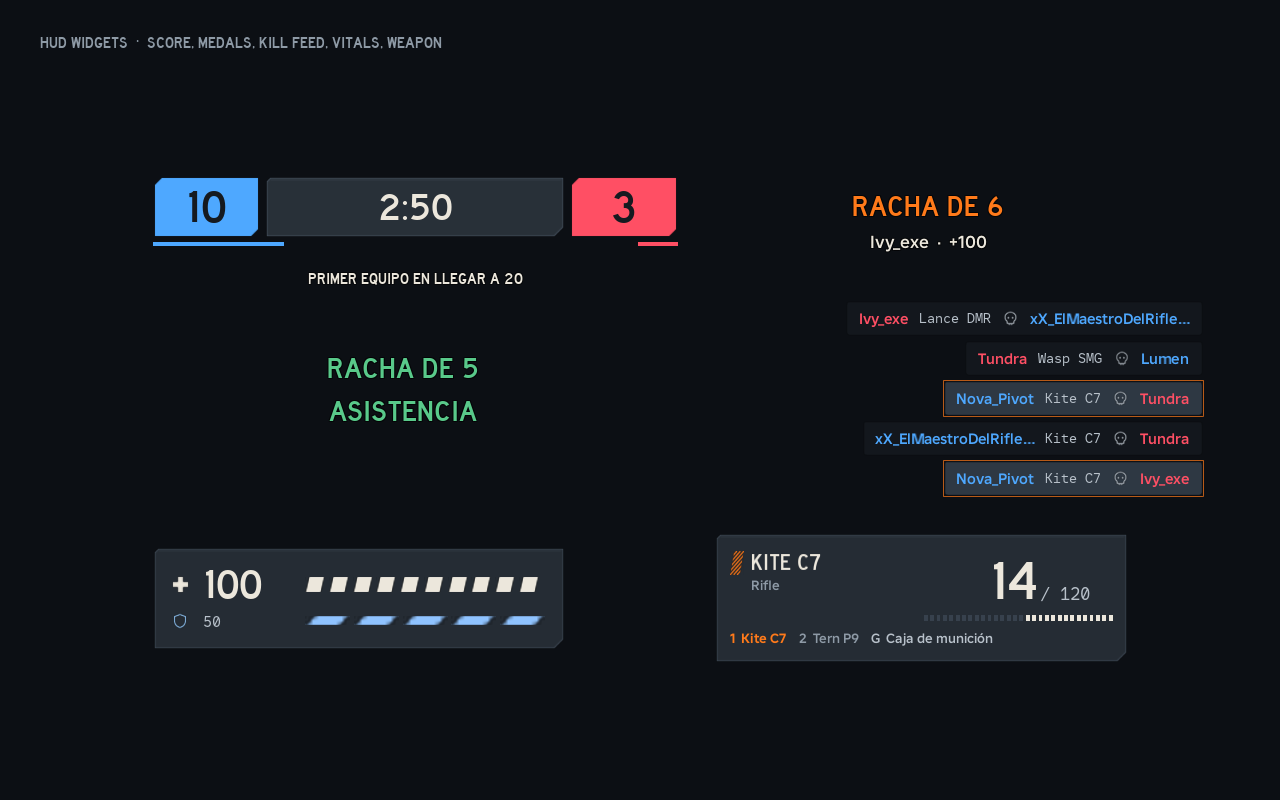 HUD WIDGETS · SCORE, MEDALS, KILL FEED, VITALS, WEAPON
10 2:50 3
PRIMER EQUIPO EN LLEGAR A 20
RACHA DE 5
ASISTENCIA
RACHA DE 6
Ivy_exe · +100
Ivy_exe Lance DMR xX_ElMaestroDelRifle...
Tundra Wasp SMG Lumen
Nova_Pivot Kite C7 Tundra
xX_ElMaestroDelRifle... Kite C7 Tundra
Nova_Pivot Kite C7 Ivy_exe
+ 100
50
KITE C7
Rifle
14 / 120
1 Kite C7 2 Tern P9 G Caja de munición